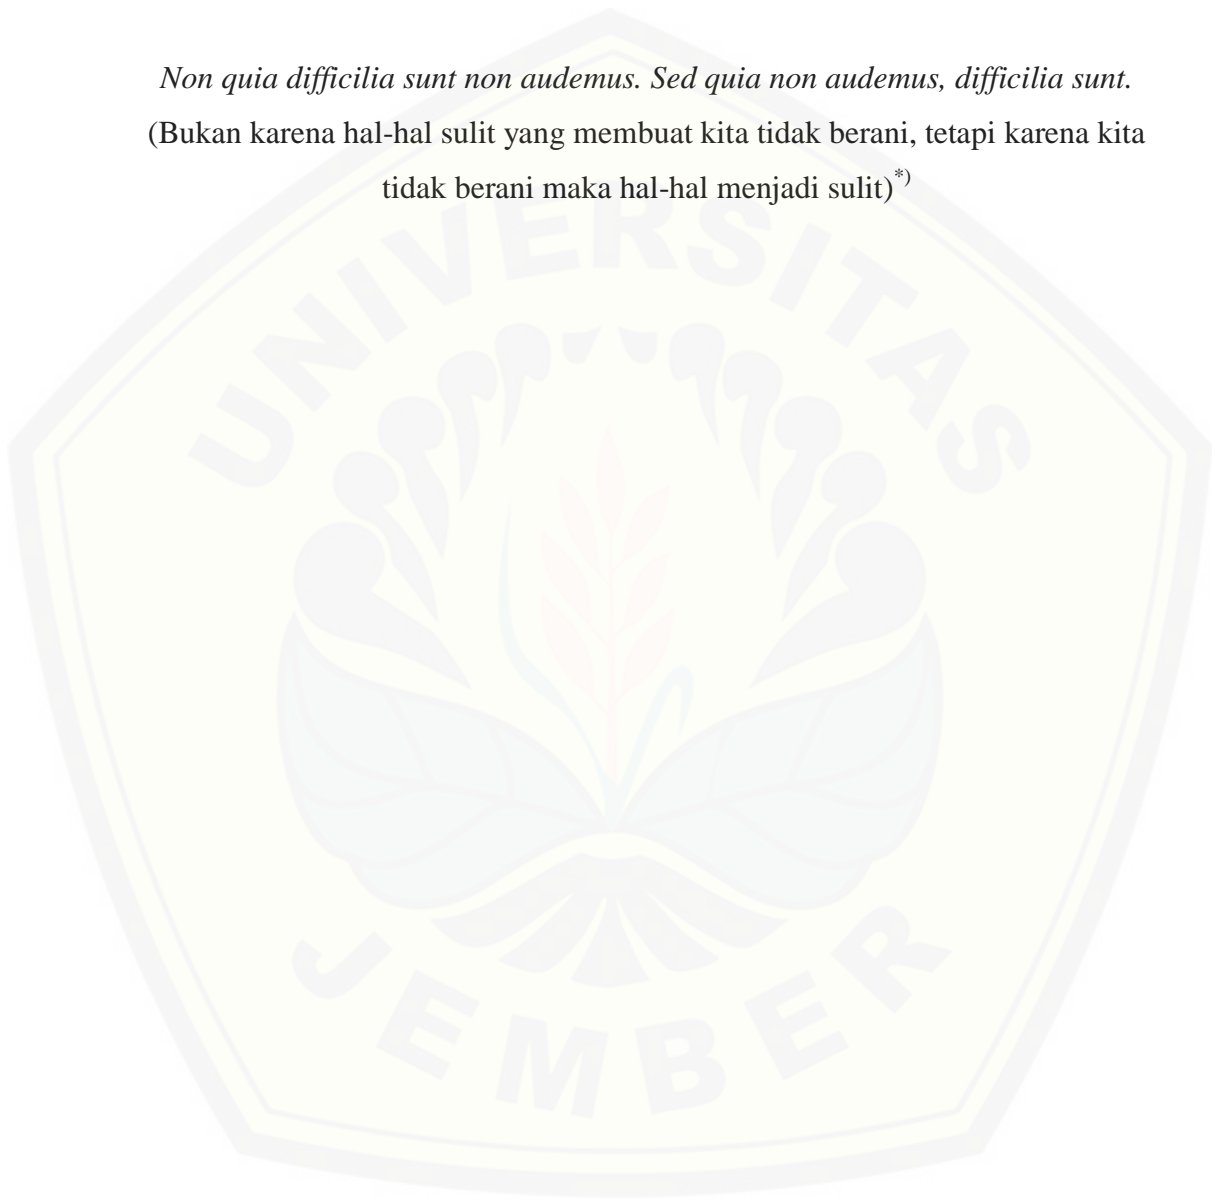 Non quia difficilia sunt non audemus. Sed quia non audemus, difficilia sunt.
(Bukan karena hal-hal sulit yang membuat kita tidak berani, tetapi karena kita
tidak berani maka hal-hal menjadi sulit)*)
UNIVERSITAS
JEMBER